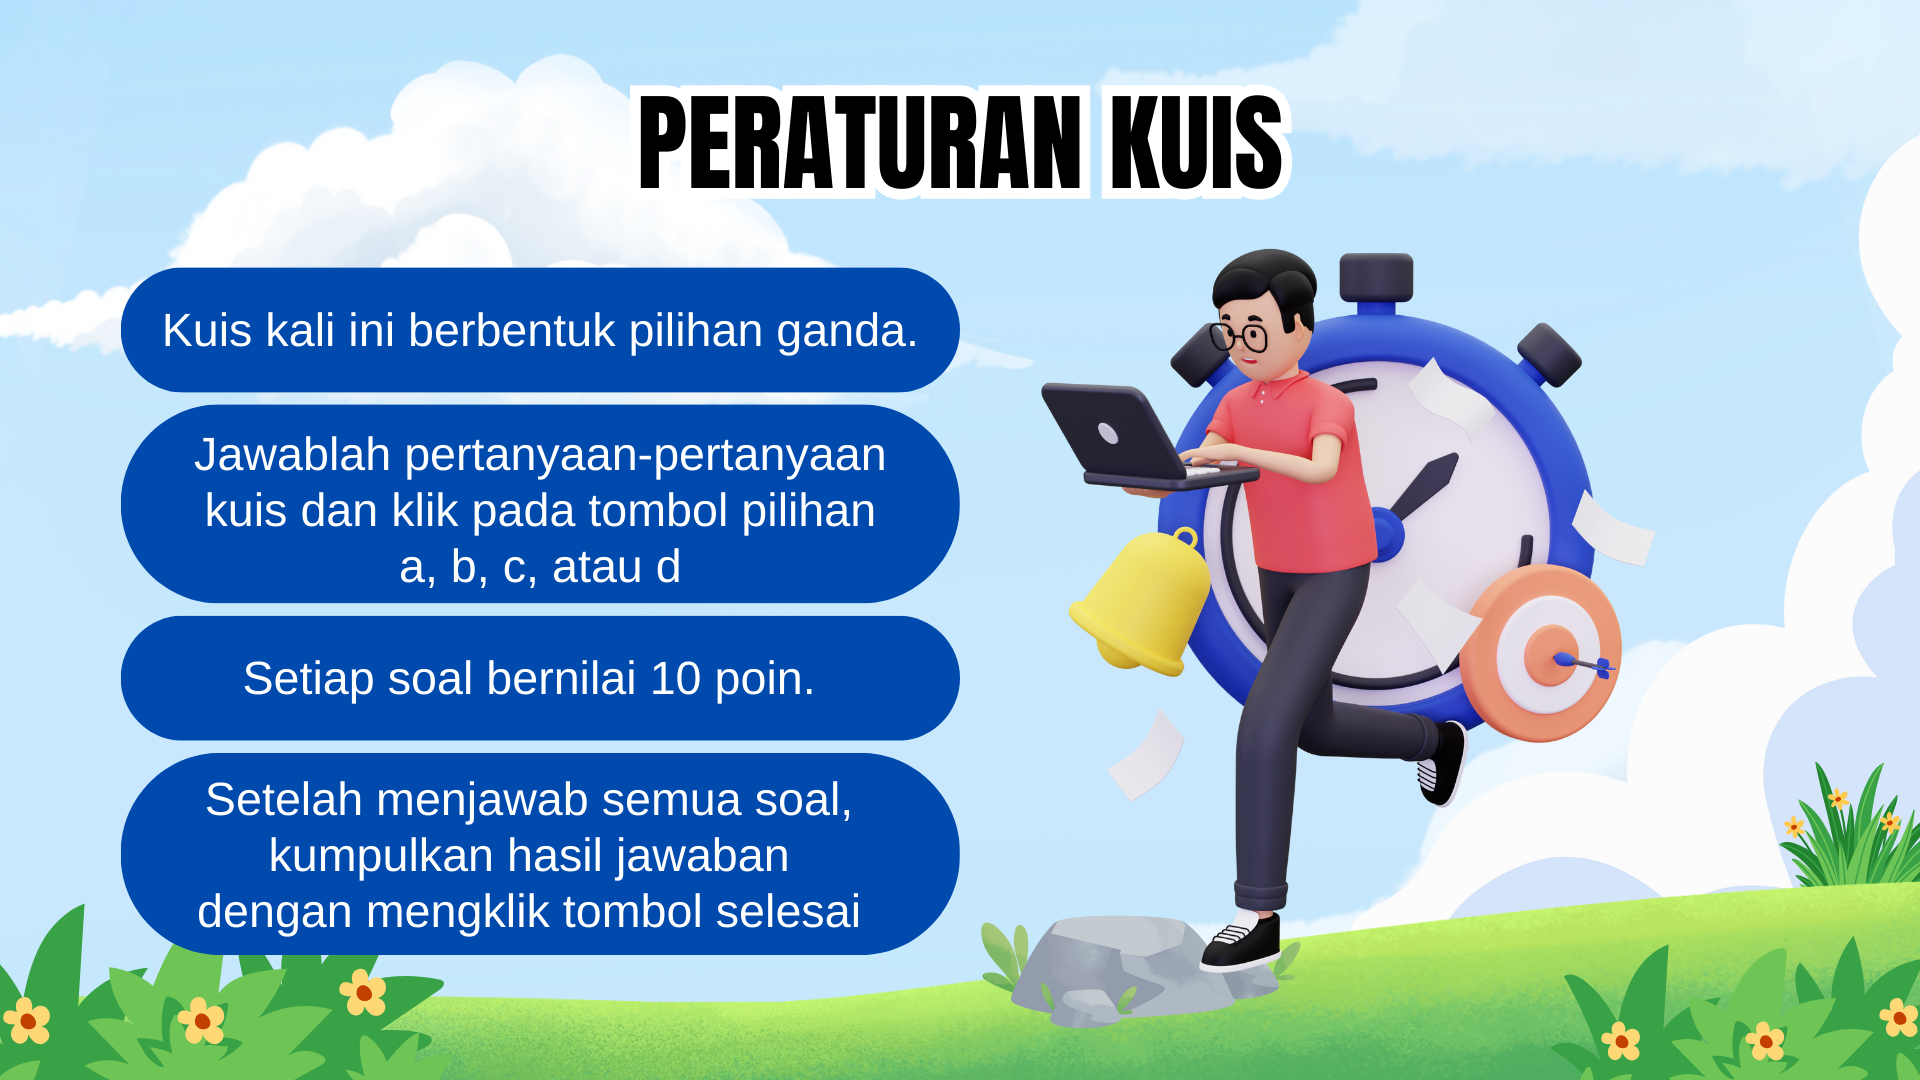 PERATURAN KUIS
Kuis kali ini berbentuk pilihan ganda.
Jawablah pertanyaan-pertanyaan
kuis dan klik pada tombol pilihan
a, b, c, atau d
Setiap soal bernilai 10 poin.
Setelah menjawab semua soal,
kumpulkan hasil jawaban
dengan mengklik tombol selesai